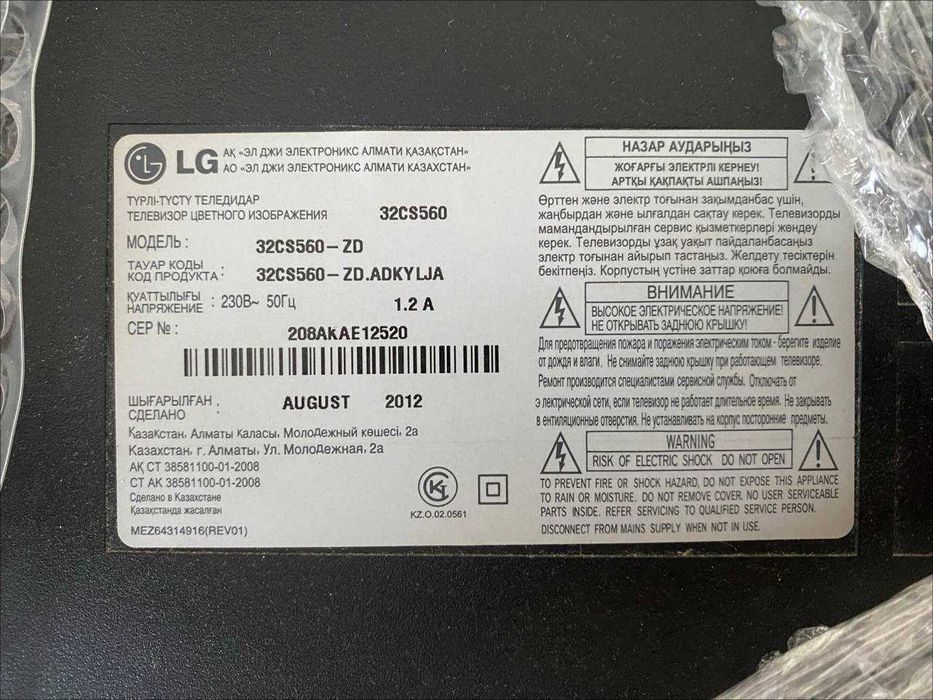 LG
АҚ «ЭЛ ДЖИ ЭЛЕКТРОНИКС АЛМАТИ ҚАЗАҚСТАН»
АО «ЭЛ ДЖИ ЭЛЕКТРОНИКС АЛМАТИ КАЗАХСТАН»
ТҮРЛІ-ТҮСТҮ ТЕЛЕДИДАР
ТЕЛЕВИЗОР ЦВЕТНОГО ИЗОБРАЖЕНИЯ 32CS560
МОДЕЛЬ : 32CS560-ZD
ТАУАР КОДЫ
КОД ПРОДУКТА : 32CS560-ZD.ADKYLJA
ҚУАТТЫЛЫҒЫ
НАПРЯЖЕНИЕ : 230В~ 50Гц 1.2 A
СЕР №: 208AKAE12520
ШЫҒАРЫЛҒАН
СДЕЛАНО : AUGUST 2012
Қазақстан, Алматы Қаласы, Молодежный көшесі, 2а
Казахстан, г. Алматы, Ул. Молодежная, 2а
АҚ СТ 38581100-01-2008
СТ АК 38581100-01-2008
Сделано в Казахстане
Қазақстанда жасалған
MEZ64314916(REV01)
KZ.O.02.0561
НАЗАР АУДАРЫҢЫЗ
ЖОҒАРҒЫ ЭЛЕКТРЛІ КЕРНЕУ!
АРТҚЫ ҚАҚПАҚТЫ АШПАҢЫЗ!
Өрттен және электр тоғынан зақымданбас үшін,
жаңбырдан және ылғалдан сақтау керек. Телевизорды
мамандандырылған сервис қызметкерлері жөндеу
керек. Телевизорды ұзақ уақыт пайдаланбасаңыз
электр тоғынан айырып тастаңыз. Желдету тесіктерін
бекітпеңіз. Корпустың үстіне заттар қоюға болмайды.
ВНИМАНИЕ
ВЫСОКОЕ ЭЛЕКТРИЧЕСКОЕ НАПРЯЖЕНИЕ!
НЕ ОТКРЫВАТЬ ЗАДНЮЮ КРЫШКУ!
Для предотвращения пожара и поражения электрическим током - берегите изделие
от дождя и влаги. Не снимайте заднюю крышку при работающем телевизоре.
Ремонт производится специалистами сервисной службы. Отключать от
электрической сети, если телевизор не работает длительное время. Не закрывать
вентиляционные отверстия. Не устанавливать на корпус посторонние предметы.
WARNING
RISK OF ELECTRIC SHOCK DO NOT OPEN
TO PREVENT FIRE OR SHOCK HAZARD, DO NOT EXPOSE THIS APPLIANCE
TO RAIN OR MOISTURE. DO NOT REMOVE COVER. NO USER SERVICEABLE
PARTS INSIDE. REFER SERVICING TO QUALIFIED SERVICE PERSON.
DISCONNECT FROM MAINS SUPPLY WHEN NOT IN USE.